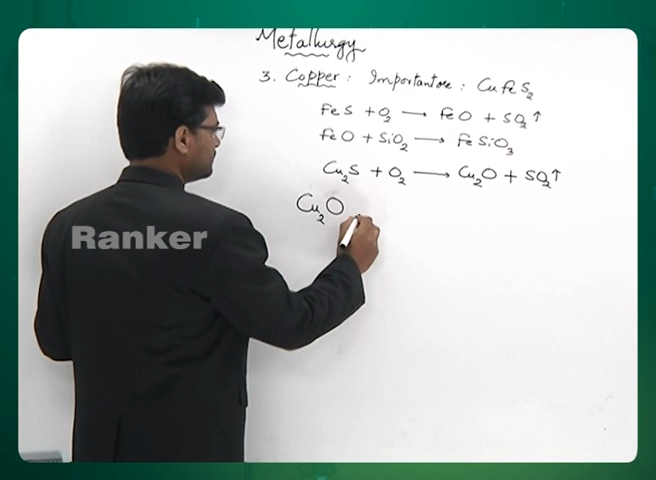 Metallurgy
3. Copper : Important ore : CuFeS₂
FeS + O₂ → FeO + SO₂↑
FeO + SiO₂ → FeSiO₃
Cu₂S + O₂ → Cu₂O + SO₂↑
Cu₂O
Ranker